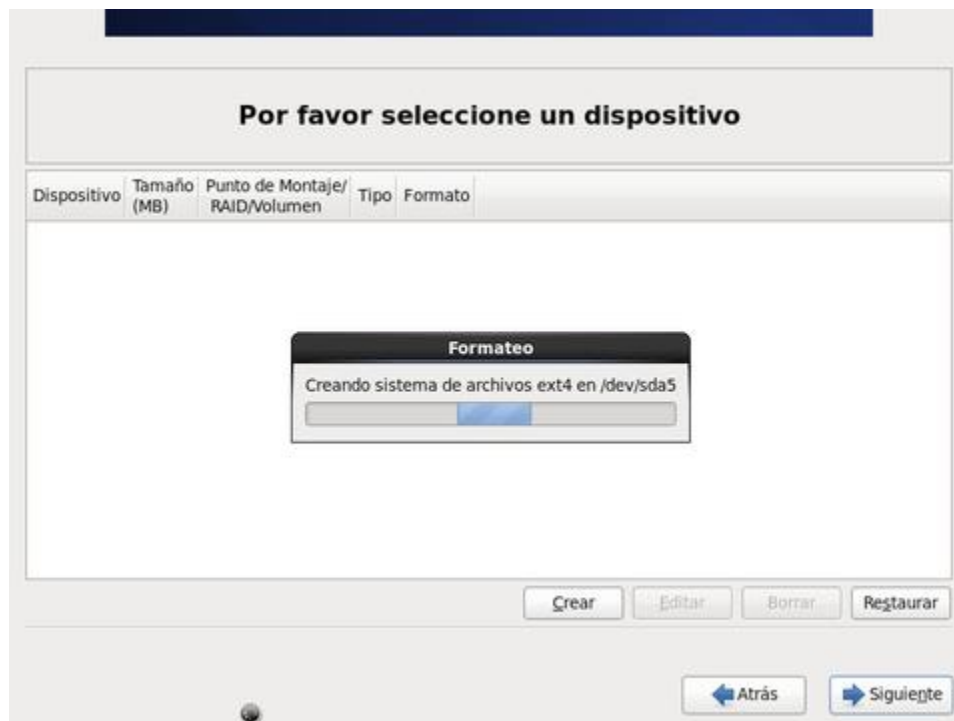 Por favor seleccione un dispositivo
Dispositivo Tamaño (MB) Punto de Montaje/ RAID/Volumen Tipo Formato
Formateo
Creando sistema de archivos ext4 en /dev/sda5
Crear Editar Borrar Restaurar
Atrás Siguiente